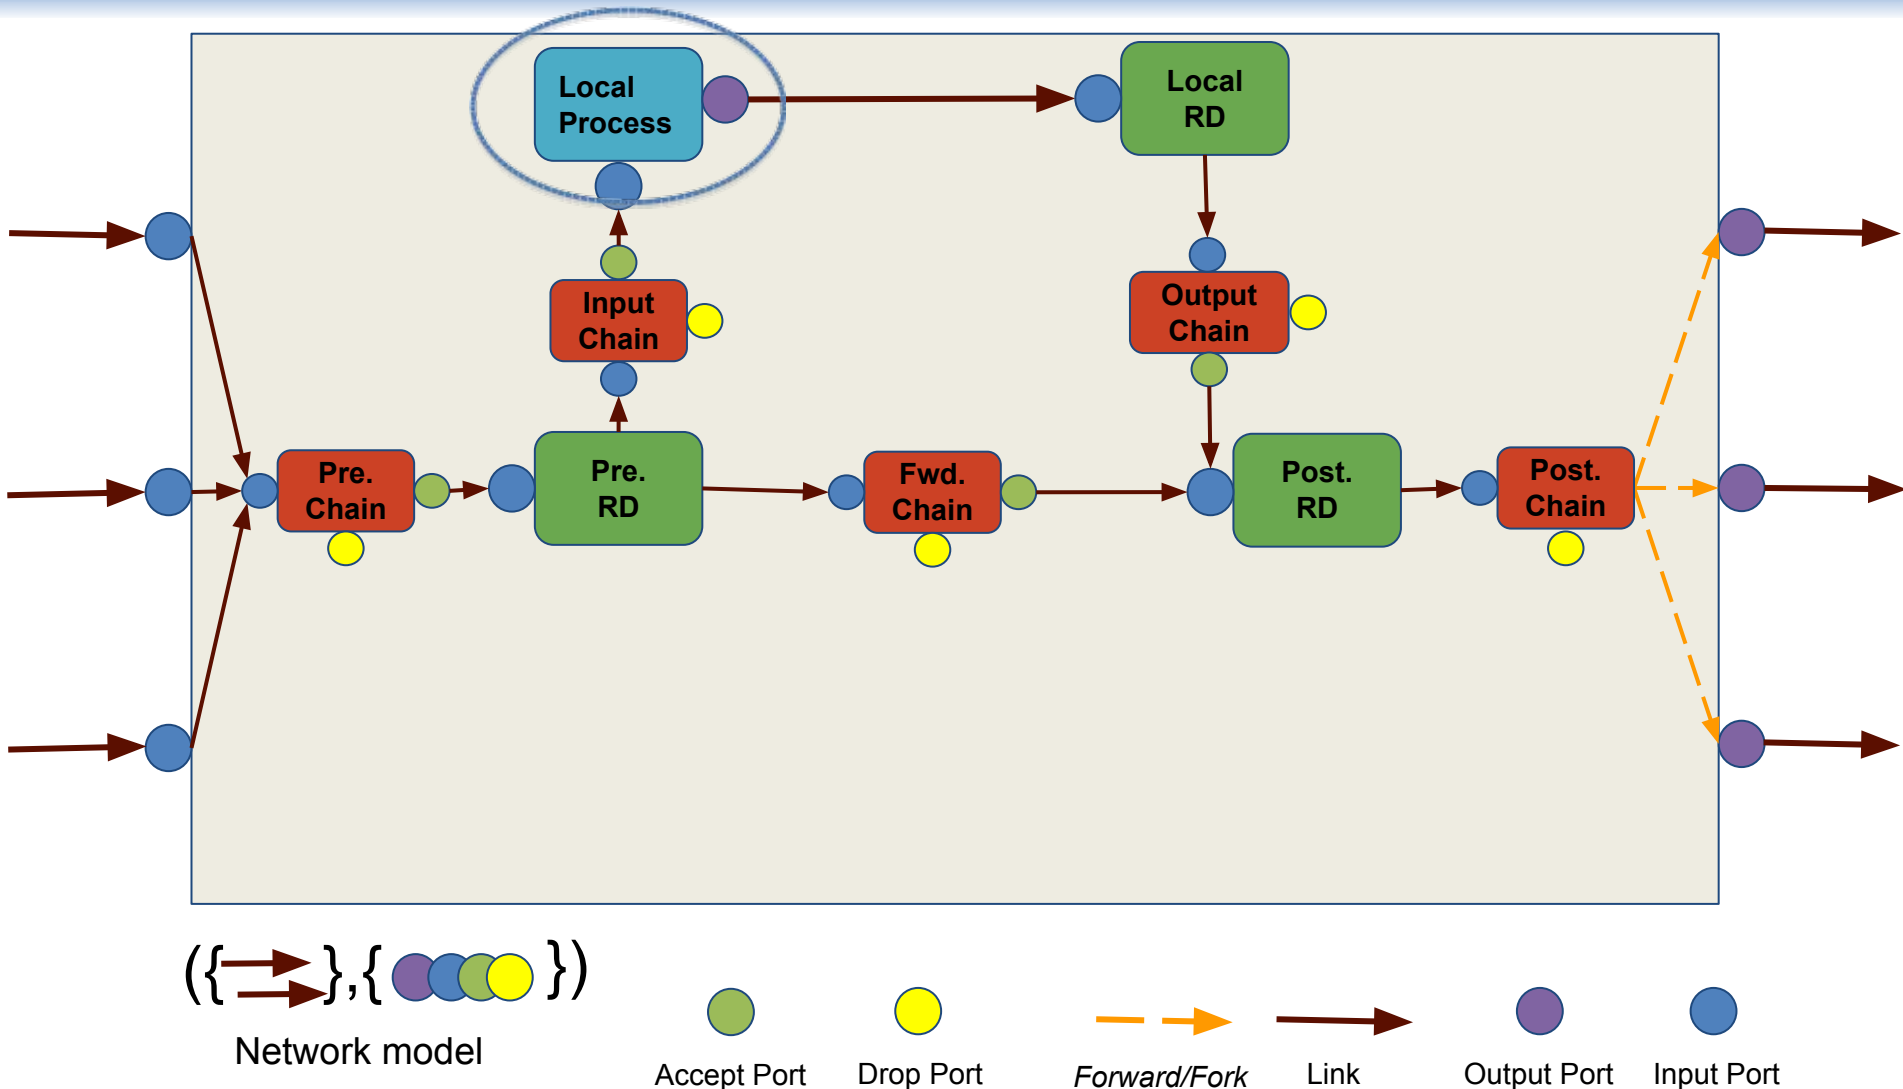 Local
Process
Local
RD
Input
Chain
Output
Chain
Pre.
Chain
Pre.
RD
Fwd.
Chain
Post.
RD
Post.
Chain
({ },{ })
Network model
Accept Port
Drop Port
Forward/Fork
Link
Output Port
Input Port